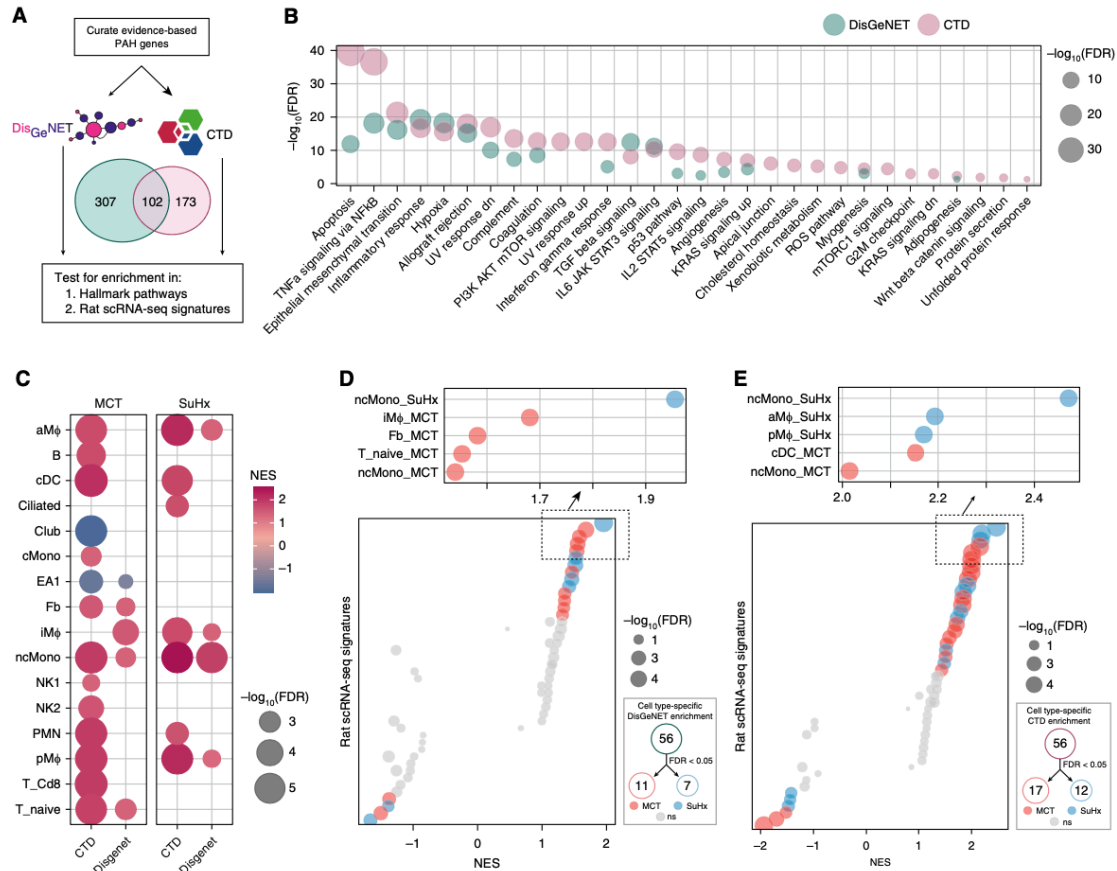 A
Curate evidence-based
PAH genes
DisGeNET
CTD
307
102
173
Test for enrichment in:
1. Hallmark pathways
2. Rat scRNA-seq signatures
B
DisGeNET
CTD
−log10(FDR)
40
30
20
10
0
−log10(FDR)
10
20
30
Apoptosis
TNFa signaling via NFkB
Epithelial mesenchymal transition
Inflammatory response
Hypoxia
Allograft rejection
UV response dn
Complement
Coagulation
PI3K AKT mTOR signaling
UV response up
Interferon gamma response
TGF beta signaling
IL6 JAK STAT3 signaling
p53 pathway
IL2 STAT5 signaling
Angiogenesis
KRAS signaling up
Apical junction
Cholesterol homeostasis
Xenobiotic metabolism
ROS pathway
Myogenesis
mTORC1 signaling
G2M checkpoint
KRAS signaling dn
Adipogenesis
Wnt beta catenin signaling
Protein secretion
Unfolded protein response
C
MCT
SuHx
aMϕ
B
cDC
Ciliated
Club
cMono
EA1
Fb
iMϕ
ncMono
NK1
NK2
PMN
pMϕ
T_Cd8
T_naive
CTD
Disgenet
CTD
Disgenet
NES
2
1
0
−1
−log10(FDR)
3
4
5
D
ncMono_SuHx
iMϕ_MCT
Fb_MCT
T_naive_MCT
ncMono_MCT
1.7
1.9
Rat scRNA-seq signatures
−log10(FDR)
1
3
4
Cell type-specific
DisGeNET enrichment
56
FDR < 0.05
11
7
MCT
SuHx
ns
−1
0
1
2
NES
E
ncMono_SuHx
aMϕ_SuHx
pMϕ_SuHx
cDC_MCT
ncMono_MCT
2.0
2.2
2.4
Rat scRNA-seq signatures
−log10(FDR)
1
3
4
Cell type-specific
CTD enrichment
56
FDR < 0.05
17
12
MCT
SuHx
ns
−2
−1
0
1
2
NES